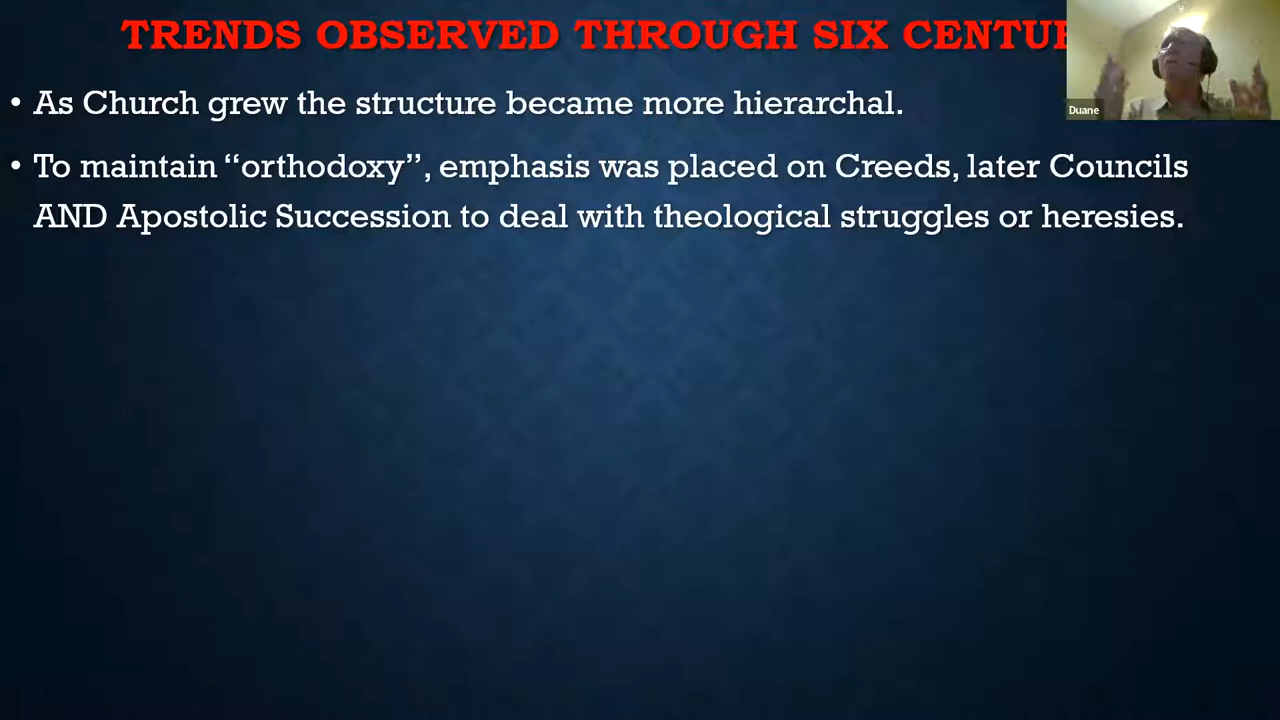 TRENDS OBSERVED THROUGH SIX
• As Church grew the structure became more hierarchal.
• To maintain “orthodoxy”, emphasis was placed on Creeds, later Councils
AND Apostolic Succession to deal with theological struggles or heresies.
Duane